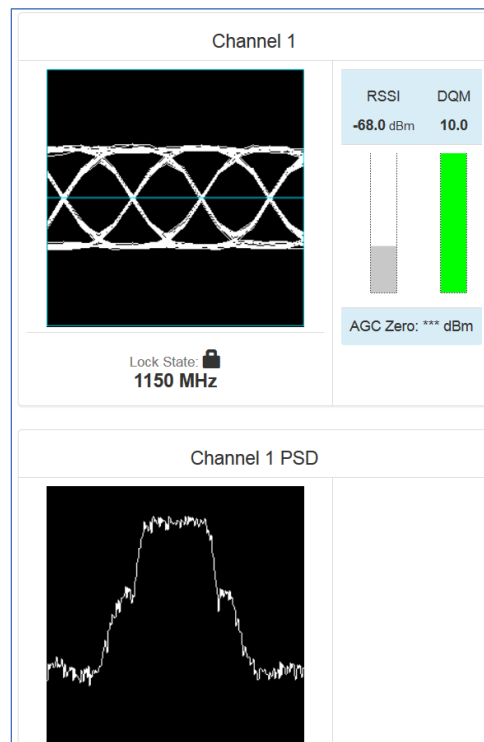 Channel 1
RSSI DQM
-68.0 dBm 10.0
AGC Zero: *** dBm
Lock State:
1150 MHz
Channel 1 PSD